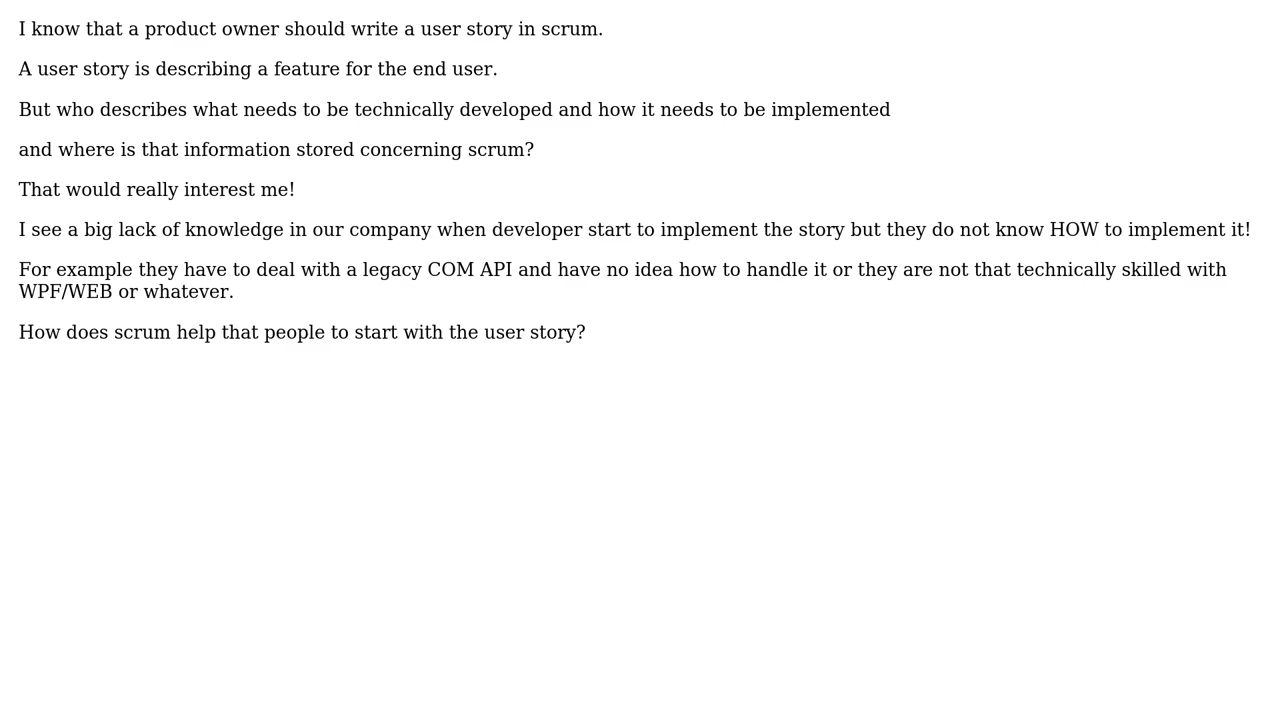 I know that a product owner should write a user story in scrum.
A user story is describing a feature for the end user.
But who describes what needs to be technically developed and how it needs to be implemented
and where is that information stored concerning scrum?
That would really interest me!
I see a big lack of knowledge in our company when developer start to implement the story but they do not know HOW to implement it!
For example they have to deal with a legacy COM API and have no idea how to handle it or they are not that technically skilled with
WPF/WEB or whatever.
How does scrum help that people to start with the user story?